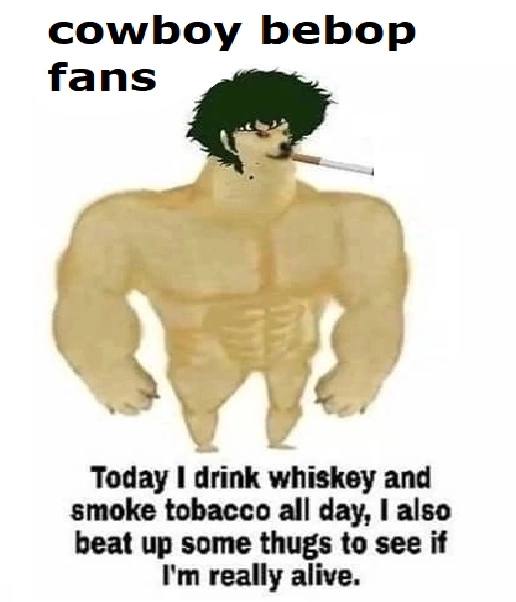 cowboy bebop
fans
Today I drink whiskey and
smoke tobacco all day, I also
beat up some thugs to see if
I'm really alive.